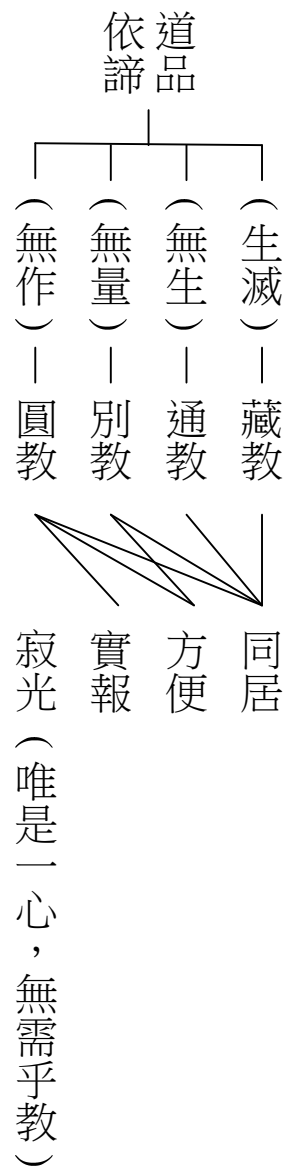 道品
依諦
（生滅）— 藏教
（無生）— 通教
（無量）— 別教
（無作）— 圓教
同居
方便
實報
寂光（唯是一心，無需乎教）